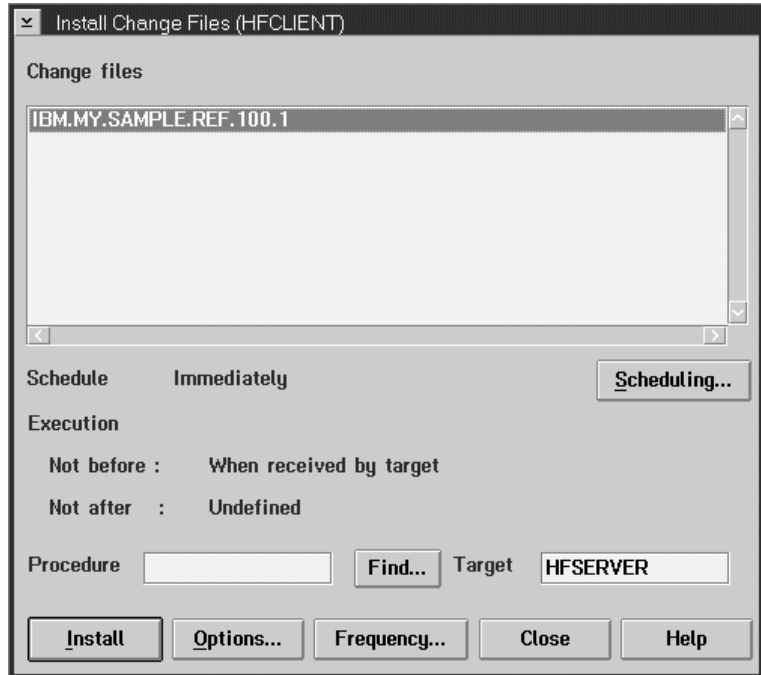 Install Change Files (HFCLIENT)
Change files
IBM.MY.SAMPLE.REF.100.1
Schedule Immediately Scheduling...
Execution
Not before : When received by target
Not after : Undefined
Procedure Find... Target HFSERVER
Install Options... Frequency... Close Help